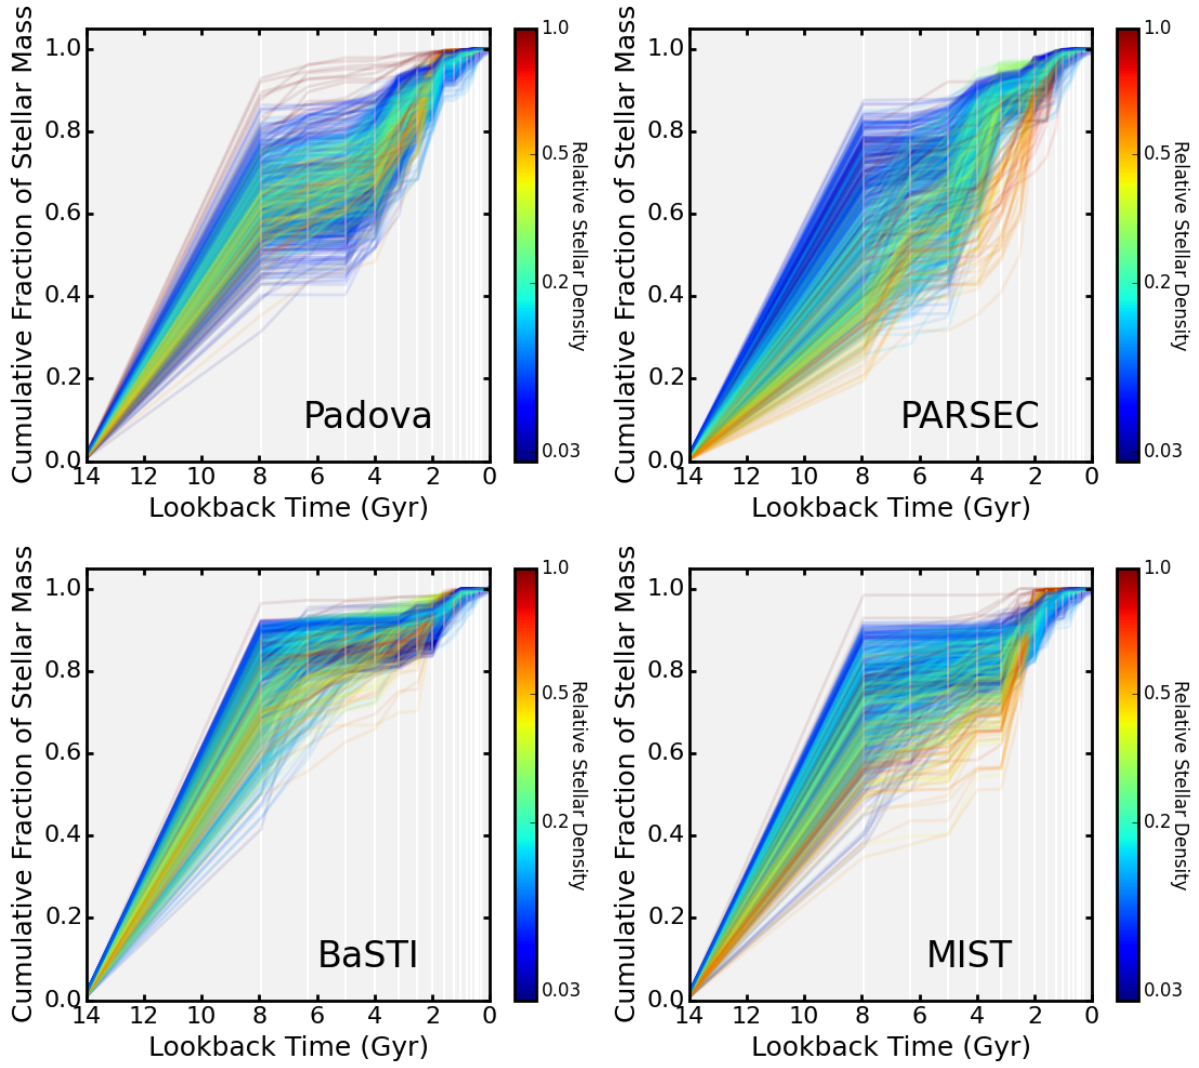 Cumulative Fraction of Stellar Mass
1.0
0.8
0.6
0.4
0.2
0.0
14 12 10 8 6 4 2 0
Lookback Time (Gyr)
Padova
1.0
0.5
0.2
0.03
Relative Stellar Density
Cumulative Fraction of Stellar Mass
1.0
0.8
0.6
0.4
0.2
0.0
14 12 10 8 6 4 2 0
Lookback Time (Gyr)
PARSEC
1.0
0.5
0.2
0.03
Relative Stellar Density
Cumulative Fraction of Stellar Mass
1.0
0.8
0.6
0.4
0.2
0.0
14 12 10 8 6 4 2 0
Lookback Time (Gyr)
BaSTI
1.0
0.5
0.2
0.03
Relative Stellar Density
Cumulative Fraction of Stellar Mass
1.0
0.8
0.6
0.4
0.2
0.0
14 12 10 8 6 4 2 0
Lookback Time (Gyr)
MIST
1.0
0.5
0.2
0.03
Relative Stellar Density